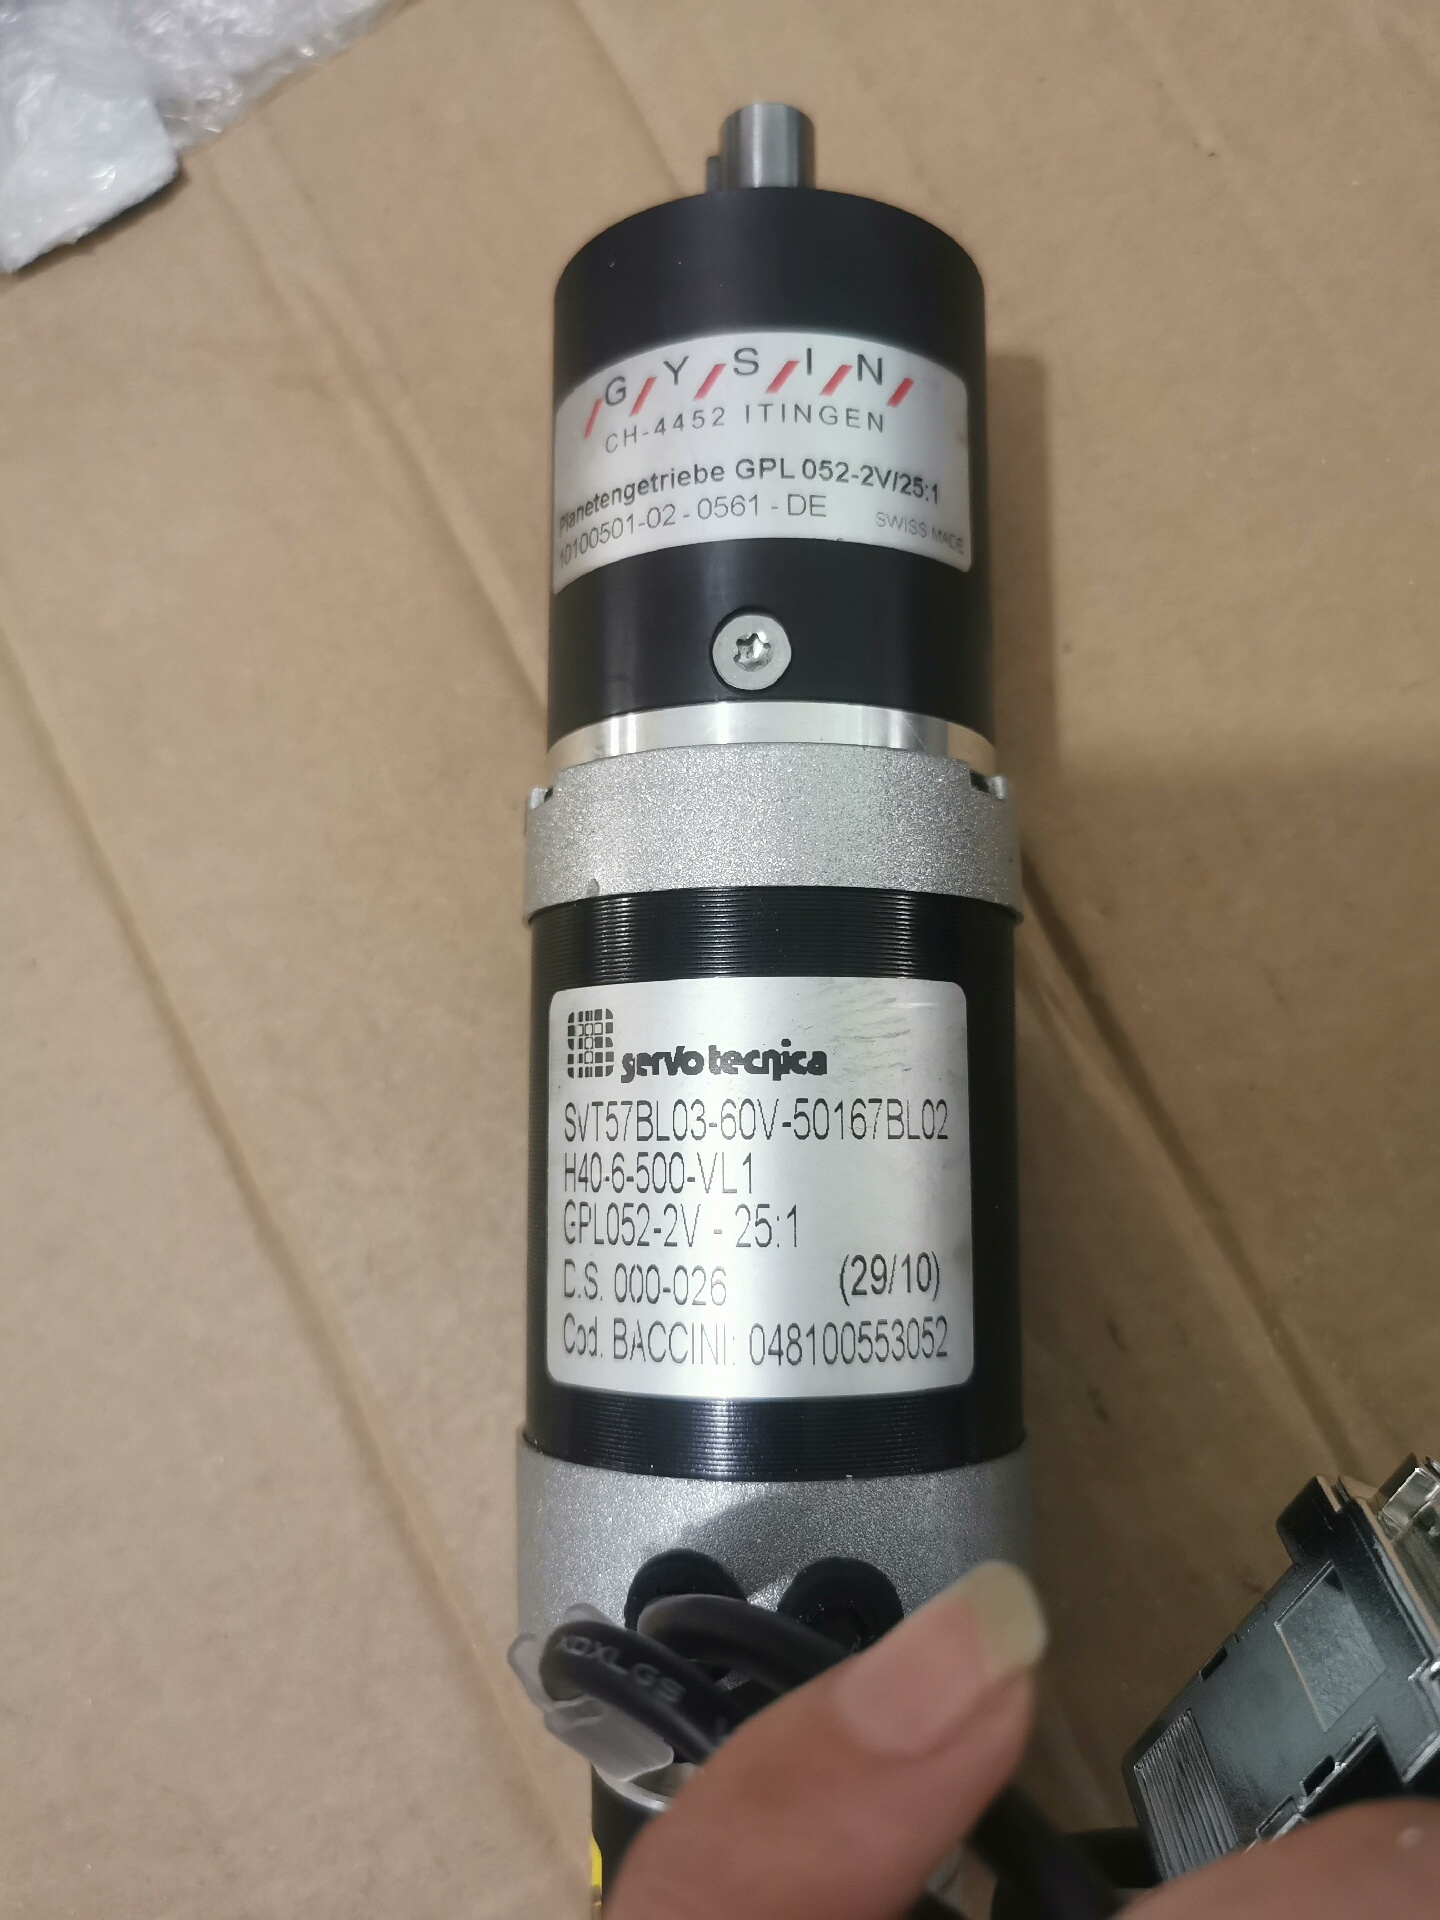 GYSIN
CH-4452 ITINGEN
Planetengetriebe GPL 052-2V/25:1
10100501-02 - 0561 - DE
SWISS MADE
servotecnica
SVT57BL03-60V-50167BL02
H40-6-500-VL1
GPL052-2V - 25:1
D.S. 000-026 (29/10)
Cod. BACCINI: 048100553052